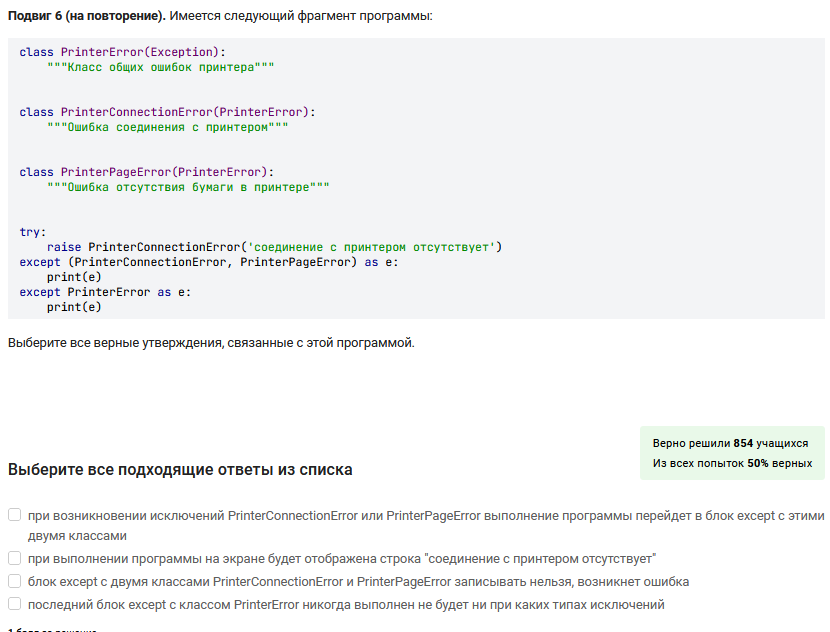 Подвиг 6 (на повторение). Имеется следующий фрагмент программы:
class PrinterError(Exception):
    """Класс общих ошибок принтера"""
class PrinterConnectionError(PrinterError):
    """Ошибка соединения с принтером"""
class PrinterPageError(PrinterError):
    """Ошибка отсутствия бумаги в принтере"""
try:
    raise PrinterConnectionError('соединение с принтером отсутствует')
except (PrinterConnectionError, PrinterPageError) as e:
    print(e)
except PrinterError as e:
    print(e)
Выберите все верные утверждения, связанные с этой программой.
Верно решили 854 учащихся
Из всех попыток 50% верных
Выберите все подходящие ответы из списка
при возникновении исключений PrinterConnectionError или PrinterPageError выполнение программы перейдет в блок except с этими
двумя классами
при выполнении программы на экране будет отображена строка "соединение с принтером отсутствует"
блок except с двумя классами PrinterConnectionError и PrinterPageError записывать нельзя, возникнет ошибка
последний блок except с классом PrinterError никогда выполнен не будет ни при каких типах исключений